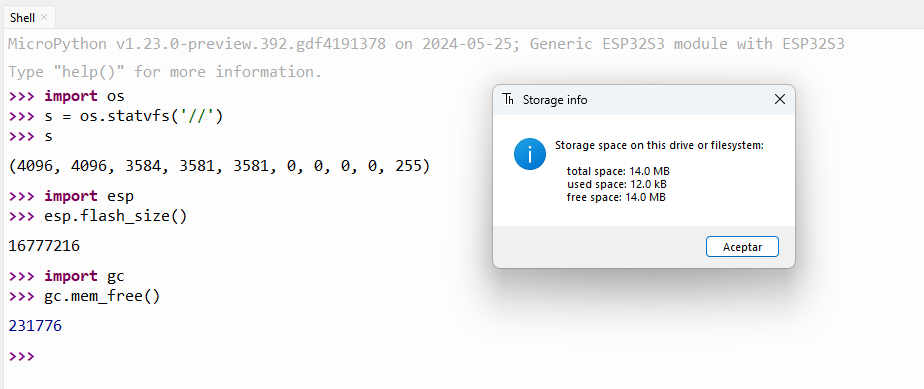 Shell ×
MicroPython v1.23.0-preview.392.gdf4191378 on 2024-05-25; Generic ESP32S3 module with ESP32S3
Type "help()" for more information.
>>> import os
>>> s = os.statvfs('//')
>>> s
(4096, 4096, 3584, 3581, 3581, 0, 0, 0, 0, 255)
>>> import esp
>>> esp.flash_size()
16777216
>>> import gc
>>> gc.mem_free()
231776
>>>
Th Storage info
Storage space on this drive or filesystem:
total space: 14.0 MB
used space: 12.0 kB
free space: 14.0 MB
Aceptar